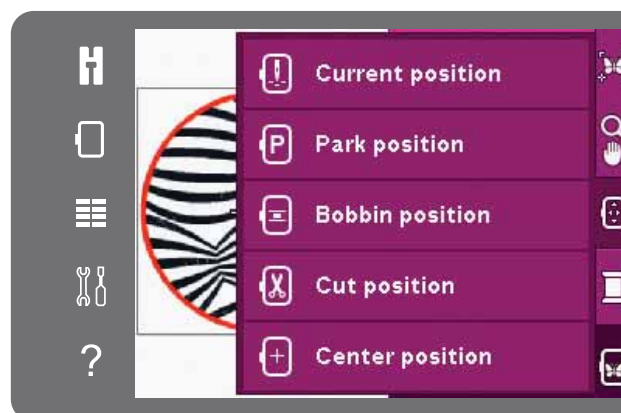 Current position
P Park position
Bobbin position
Cut position
Center position
?